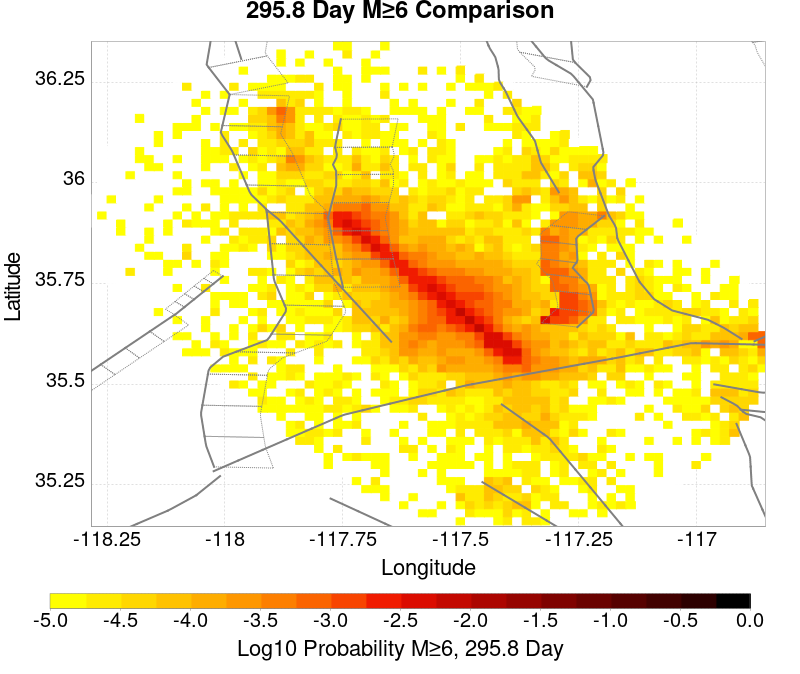 295.8 Day M≥6 Comparison
36.25
36
35.75
35.5
35.25
Latitude
-118.25 -118 -117.75 -117.5 -117.25 -117
Longitude
-5.0 -4.5 -4.0 -3.5 -3.0 -2.5 -2.0 -1.5 -1.0 -0.5 0.0
Log10 Probability M≥6, 295.8 Day